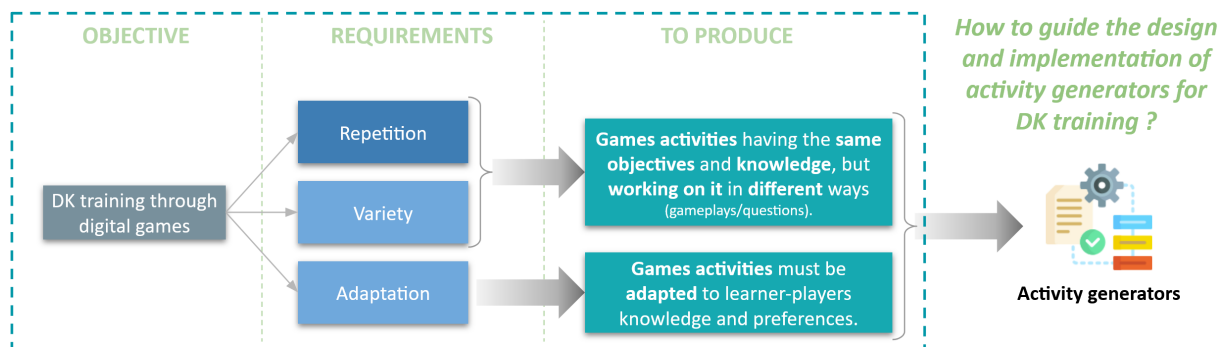 OBJECTIVE
REQUIREMENTS
TO PRODUCE
How to guide the design
and implementation of
activity generators for
DK training ?
DK training through
digital games
Repetition
Variety
Adaptation
Games activities having the same
objectives and knowledge, but
working on it in different ways
(gameplays/questions).
Games activities must be
adapted to learner-players
knowledge and preferences.
Activity generators